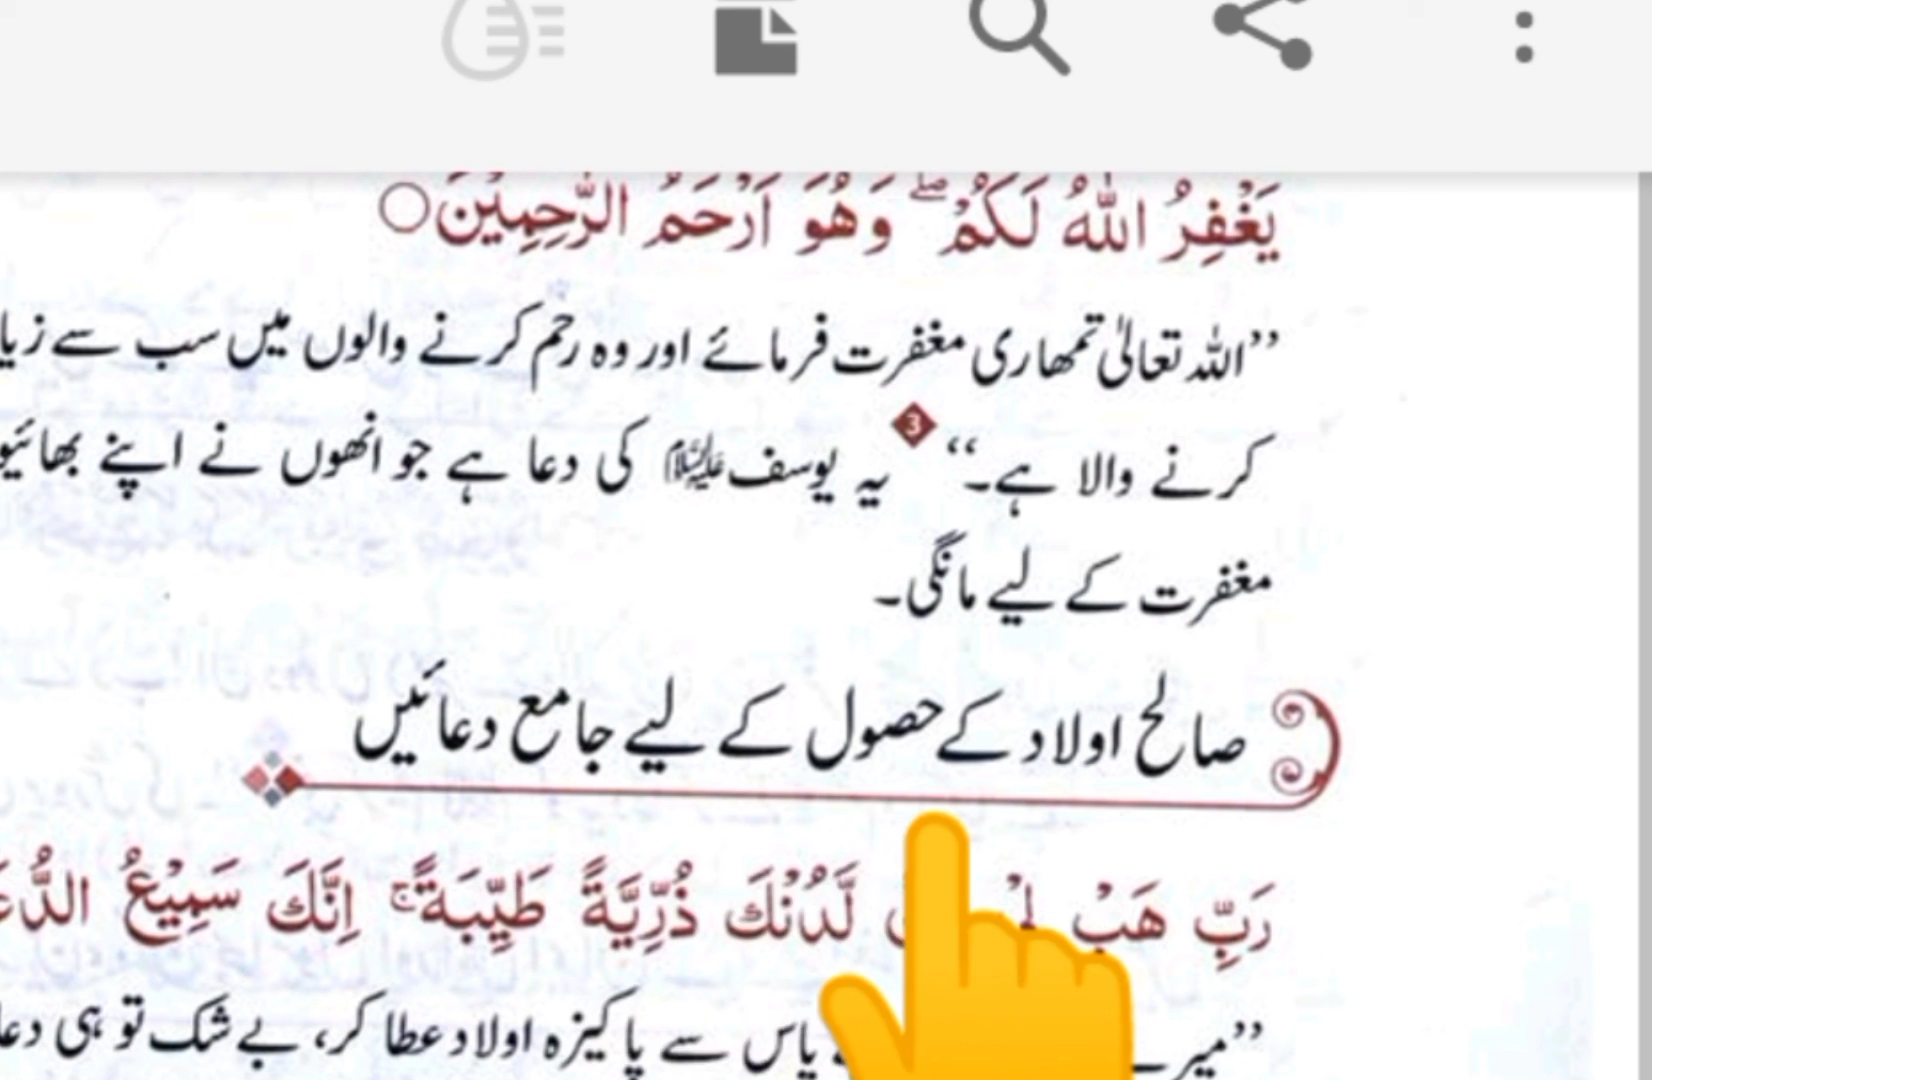 يَغْفِرُ اللّٰهُ لَكُمْ ۖ وَهُوَ اَرْحَمُ الرّٰحِمِيْنَ○
’’اللہ تعالیٰ تمھاری مغفرت فرمائے اور وہ رحم کرنے والوں میں سب سے
کرنے والا ہے۔‘‘ 3 یہ یوسف علیہ السلام کی دعا ہے جو انھوں نے اپنے
مغفرت کے لیے مانگی۔
صالح اولاد کے حصول کے لیے جامع دعائیں
رَبِّ هَبْ لَّدُنْكَ ذُرِّيَّةً طَيِّبَةً ۚ اِنَّكَ سَمِيْعُ
’’میرے پاس سے پاکیزہ اولاد عطا کر، بے شک تو ہی